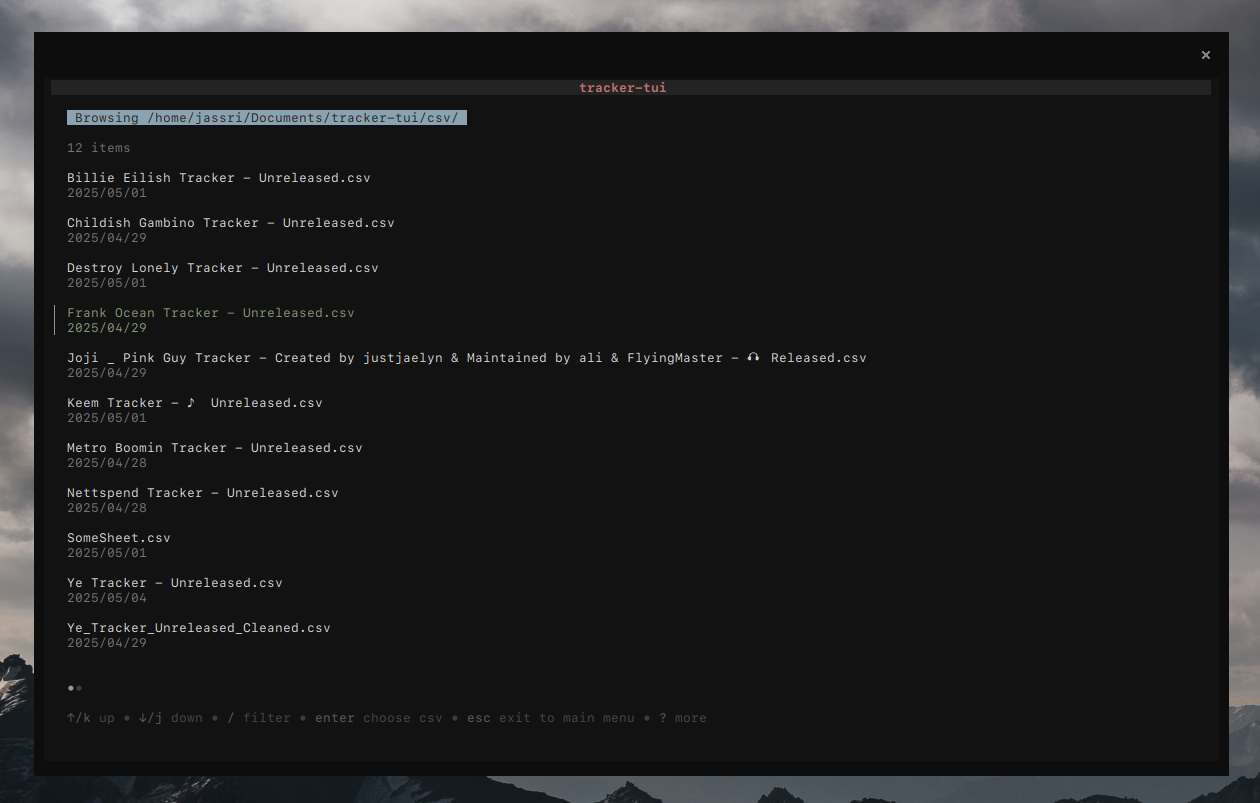 ×
tracker-tui
Browsing /home/jassri/Documents/tracker-tui/csv/
12 items
Billie Eilish Tracker - Unreleased.csv
2025/05/01
Childish Gambino Tracker - Unreleased.csv
2025/04/29
Destroy Lonely Tracker - Unreleased.csv
2025/05/01
Frank Ocean Tracker - Unreleased.csv
2025/04/29
Joji _ Pink Guy Tracker - Created by justjaelyn & Maintained by ali & FlyingMaster - 🎧 Released.csv
2025/04/29
Keem Tracker - 🎵 Unreleased.csv
2025/05/01
Metro Boomin Tracker - Unreleased.csv
2025/04/28
Nettspend Tracker - Unreleased.csv
2025/04/28
SomeSheet.csv
2025/05/01
Ye Tracker - Unreleased.csv
2025/05/04
Ye_Tracker_Unreleased_Cleaned.csv
2025/04/29
••
↑/k up • ↓/j down • / filter • enter choose csv • esc exit to main menu • ? more